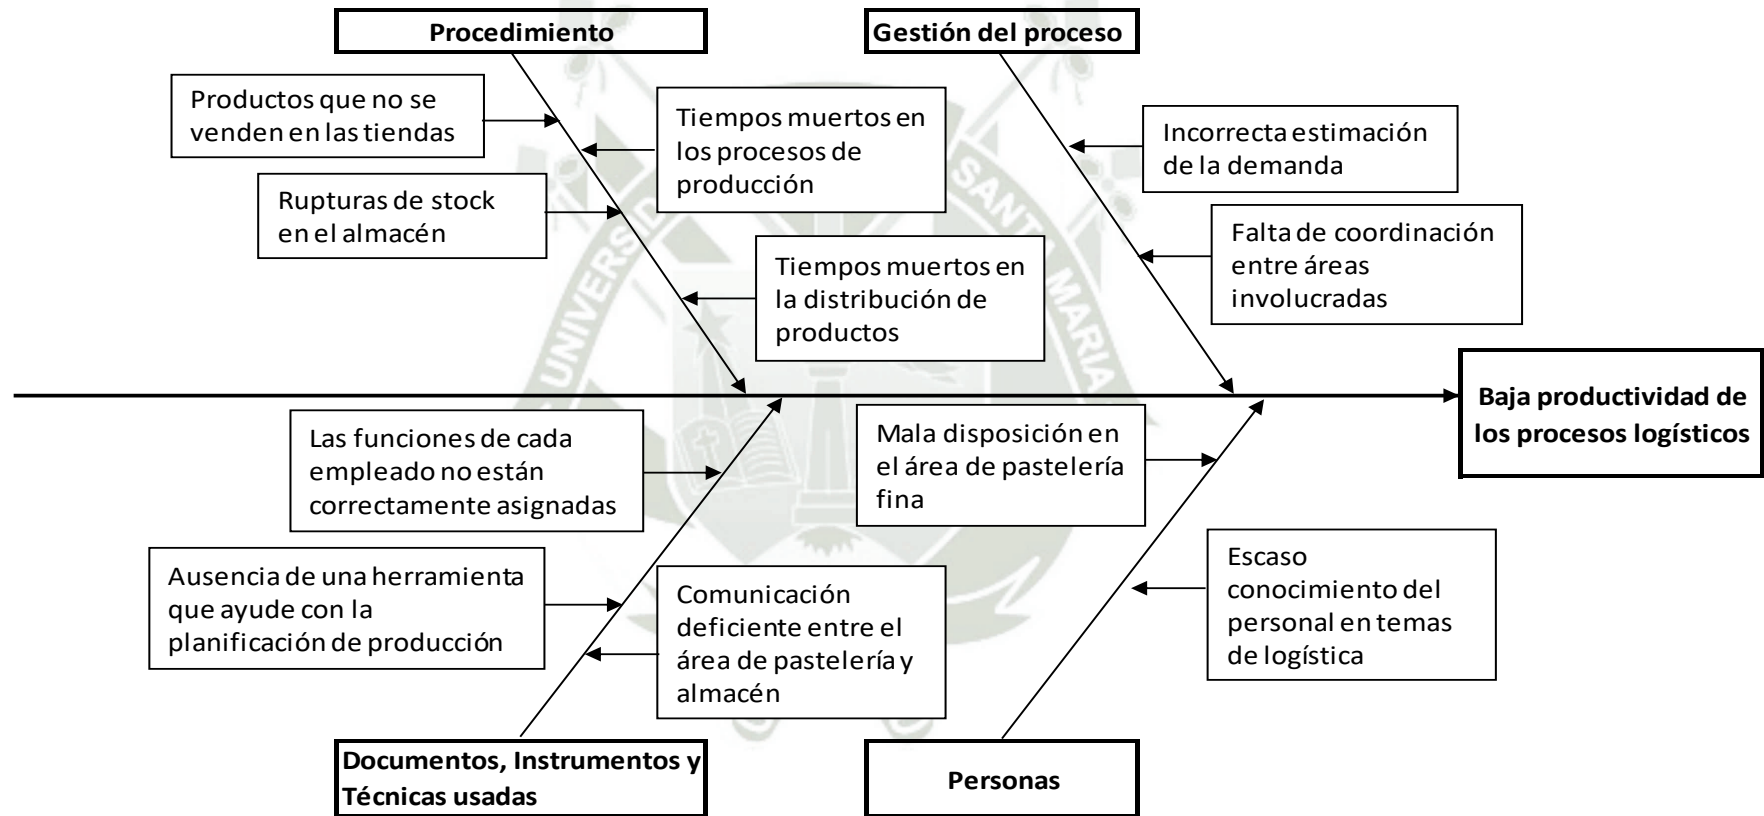 Procedimiento
Gestión del proceso
Productos que no se
venden en las tiendas
Tiempos muertos en
los procesos de
producción
Incorrecta estimación
de la demanda
Rupturas de stock
en el almacén
Falta de coordinación
entre áreas
involucradas
Tiempos muertos en
la distribución de
productos
Baja productividad de
los procesos logísticos
Las funciones de cada
empleado no están
correctamente asignadas
Mala disposición en
el área de pastelería
fina
Ausencia de una herramienta
que ayude con la
planificación de producción
Comunicación
deficiente entre el
área de pastelería y
almacén
Escaso
conocimiento del
personal en temas
de logística
Documentos, Instrumentos y
Técnicas usadas
Personas
SANTA MARIA